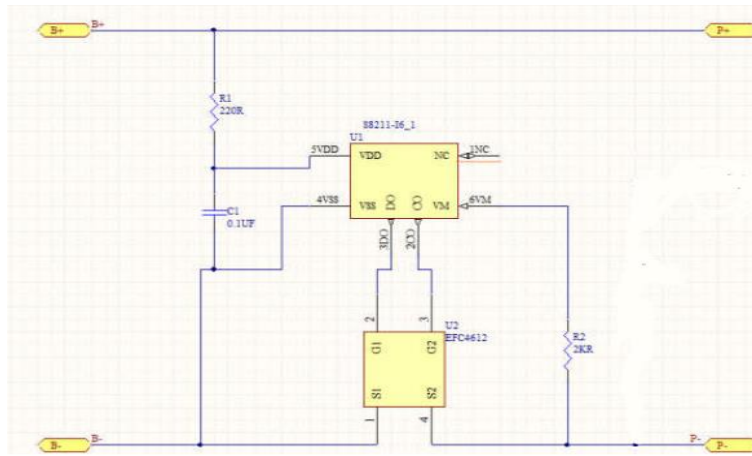 B+
B+
P+
R1
220R
S8211-I6_1
U1
5VDD
VDD
NC
1NC
C1
0.1UF
4VSS
VSS
DO
CO
VM
6VM
3DO
2CO
2
3
U2
EFC4612
G1
G2
R2
2KR
S1
S2
1
4
B-
B-
P-
P-